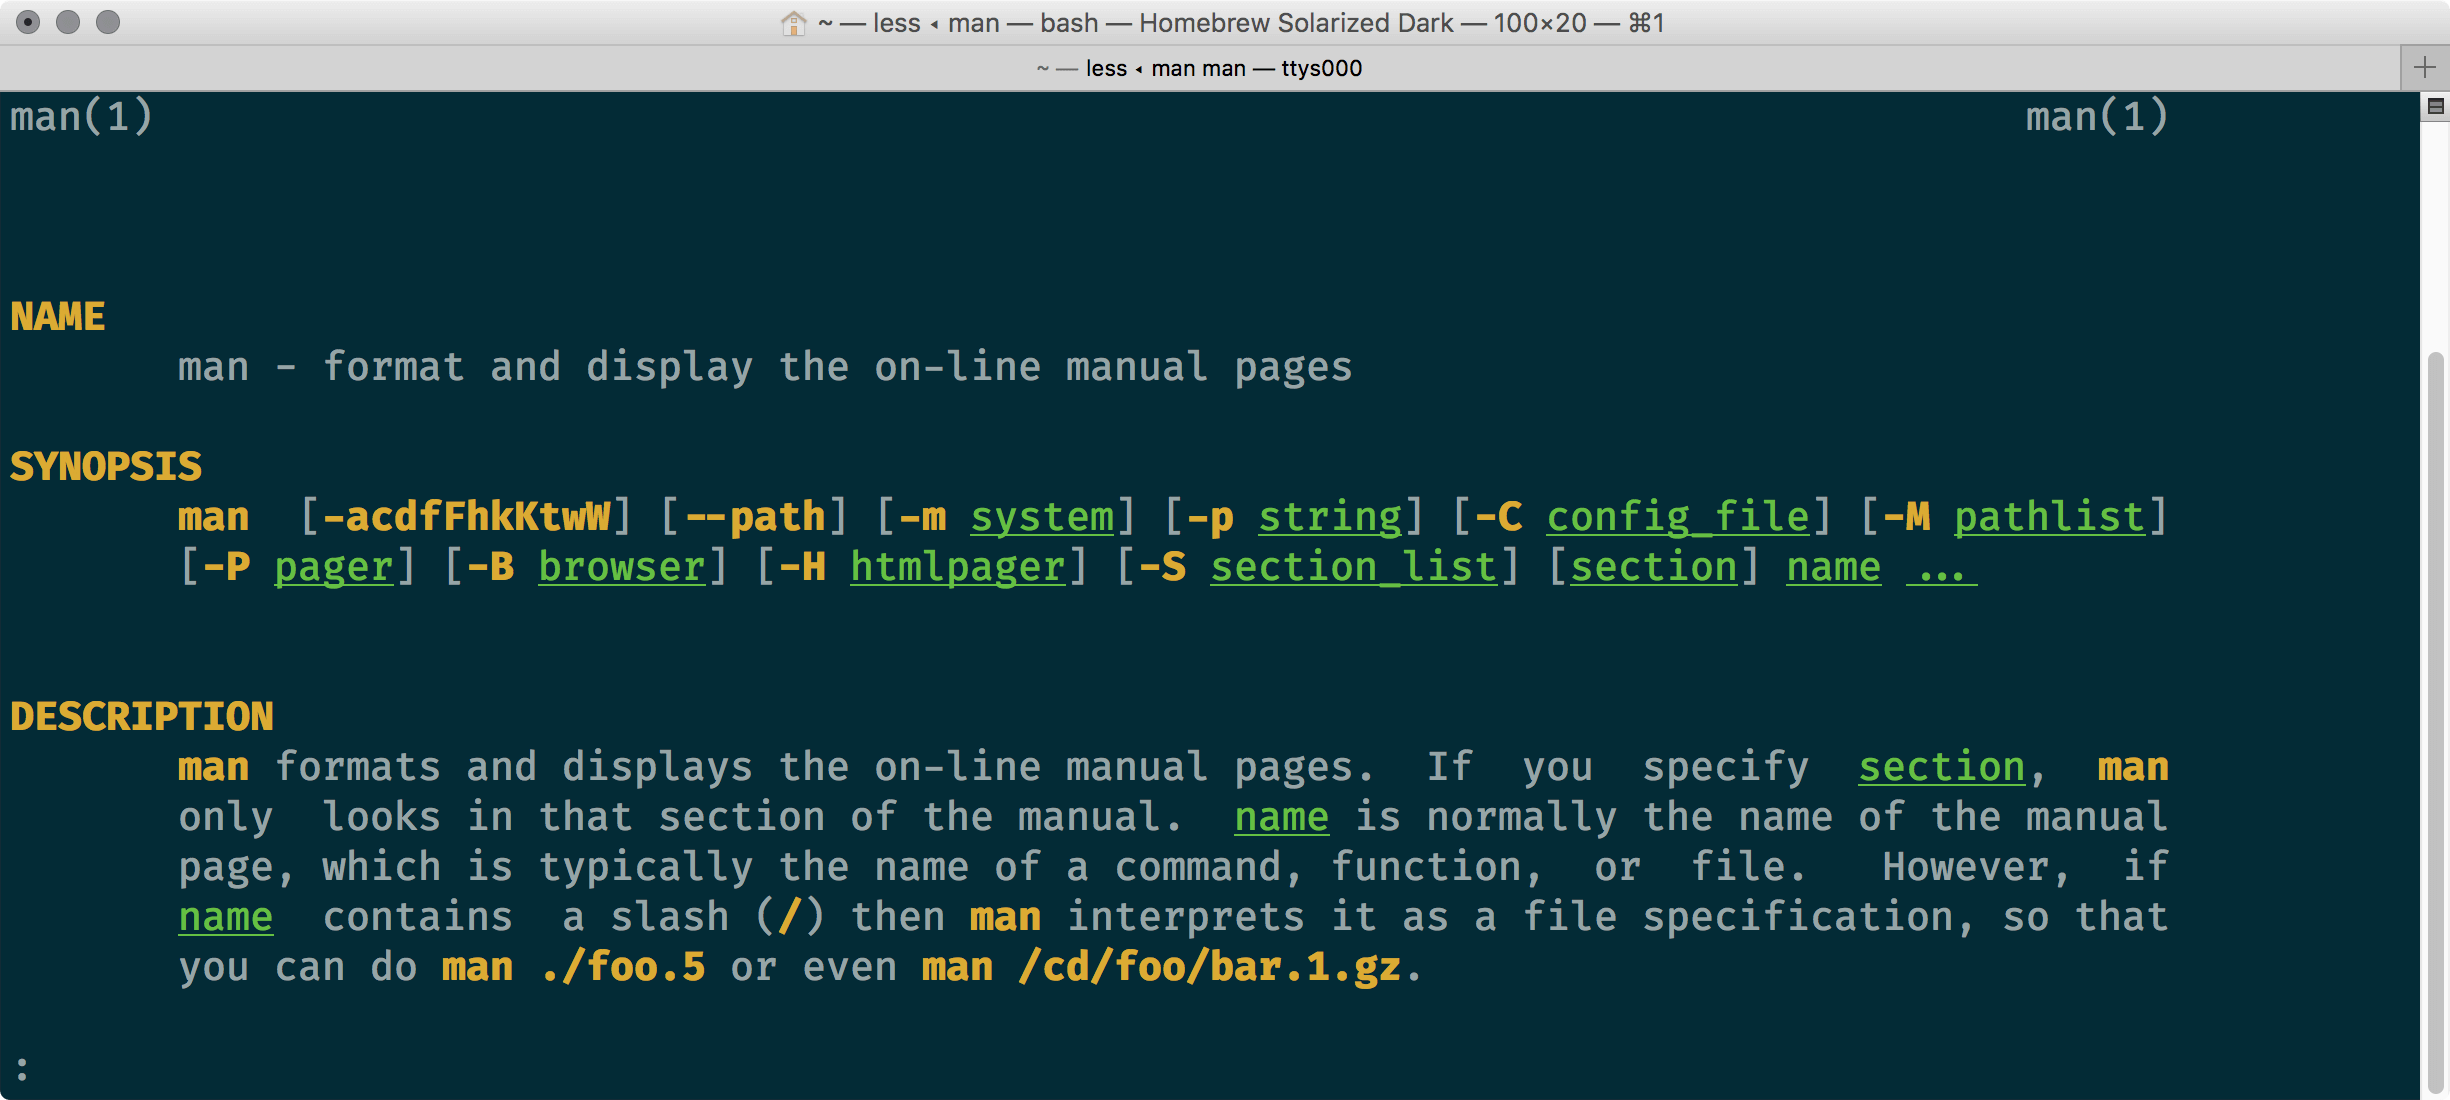 ~ — less ◂ man — bash — Homebrew Solarized Dark — 100×20 — ⌘1
~ — less ◂ man man — ttys000
man(1)                                                                              man(1)
NAME
       man - format and display the on-line manual pages
SYNOPSIS
       man  [-acdfFhkKtwW] [--path] [-m system] [-p string] [-C config_file] [-M pathlist]
       [-P pager] [-B browser] [-H htmlpager] [-S section_list] [section] name ...
DESCRIPTION
       man formats and displays the on-line manual pages.  If  you  specify  section,  man
       only  looks in that section of the manual.  name is normally the name of the manual
       page, which is typically the name of a command, function,  or  file.   However,  if
       name  contains  a slash (/) then man interprets it as a file specification, so that
       you can do man ./foo.5 or even man /cd/foo/bar.1.gz.
: